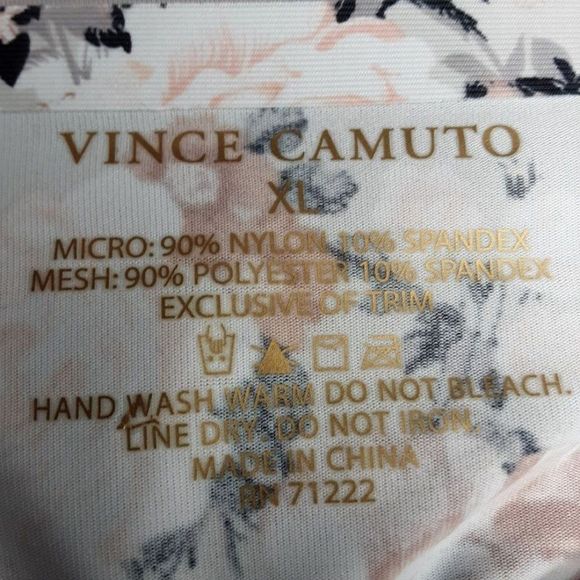 VINCE CAMUTO
XL
MICRO: 90% NYLON 10% SPANDEX
MESH: 90% POLYESTER 10% SPANDEX
EXCLUSIVE OF TRIM
HAND WASH WARM DO NOT BLEACH.
LINE DRY. DO NOT IRON.
MADE IN CHINA
RN 71222